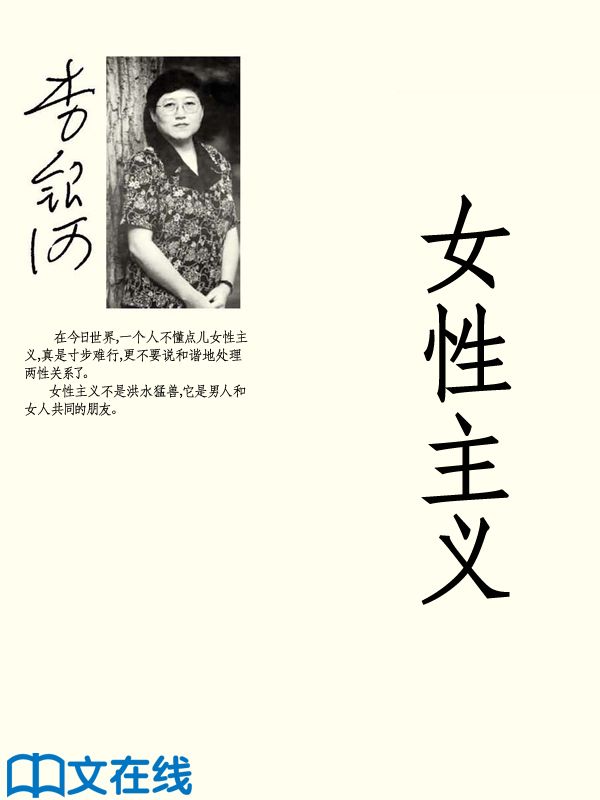 李银河
在今日世界,一个人不懂点儿女性主
义,真是寸步难行,更不要说和谐地处理
两性关系了。
女性主义不是洪水猛兽,它是男人和
女人共同的朋友。
女性主义
中文在线